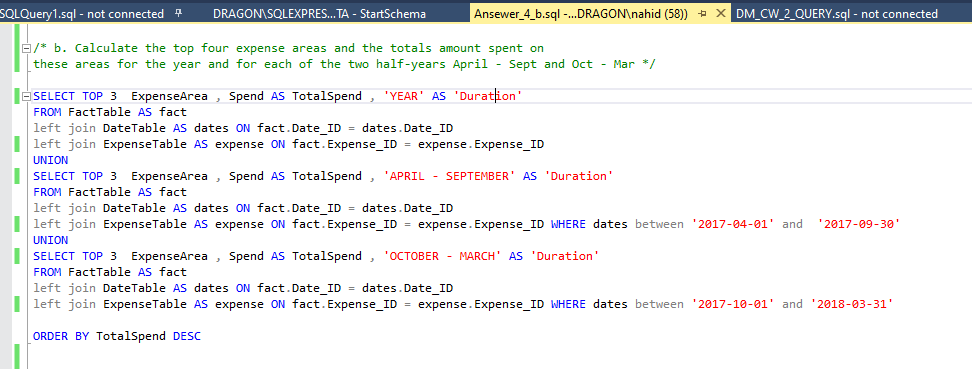 SQLQuery1.sql - not connected DRAGON\SQLEXPRES...TA - StartSchema Ansewer_4_b.sql -...DRAGON\nahid (58)) DM_CW_2_QUERY.sql - not connected
/* b. Calculate the top four expense areas and the totals amount spent on
these areas for the year and for each of the two half-years April - Sept and Oct - Mar */
SELECT TOP 3 ExpenseArea , Spend AS TotalSpend , 'YEAR' AS 'Duration'
FROM FactTable AS fact
left join DateTable AS dates ON fact.Date_ID = dates.Date_ID
left join ExpenseTable AS expense ON fact.Expense_ID = expense.Expense_ID
UNION
SELECT TOP 3 ExpenseArea , Spend AS TotalSpend , 'APRIL - SEPTEMBER' AS 'Duration'
FROM FactTable AS fact
left join DateTable AS dates ON fact.Date_ID = dates.Date_ID
left join ExpenseTable AS expense ON fact.Expense_ID = expense.Expense_ID WHERE dates between '2017-04-01' and '2017-09-30'
UNION
SELECT TOP 3 ExpenseArea , Spend AS TotalSpend , 'OCTOBER - MARCH' AS 'Duration'
FROM FactTable AS fact
left join DateTable AS dates ON fact.Date_ID = dates.Date_ID
left join ExpenseTable AS expense ON fact.Expense_ID = expense.Expense_ID WHERE dates between '2017-10-01' and '2018-03-31'
ORDER BY TotalSpend DESC